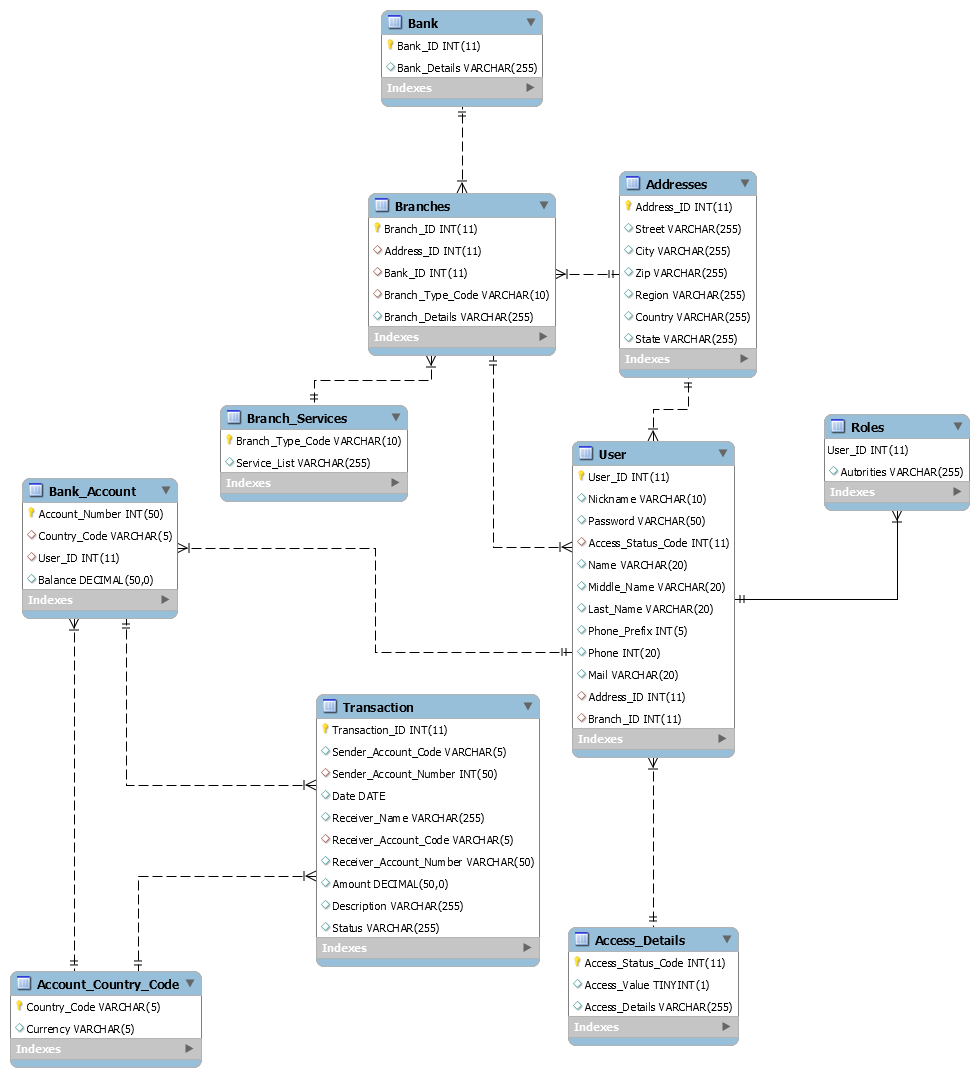 Bank
Bank_ID INT(11)
Bank_Details VARCHAR(255)
Indexes
Branches
Branch_ID INT(11)
Address_ID INT(11)
Bank_ID INT(11)
Branch_Type_Code VARCHAR(10)
Branch_Details VARCHAR(255)
Indexes
Addresses
Address_ID INT(11)
Street VARCHAR(255)
City VARCHAR(255)
Zip VARCHAR(255)
Region VARCHAR(255)
Country VARCHAR(255)
State VARCHAR(255)
Indexes
Branch_Services
Branch_Type_Code VARCHAR(10)
Service_List VARCHAR(255)
Indexes
Roles
User_ID INT(11)
Autorities VARCHAR(255)
Indexes
User
User_ID INT(11)
Nickname VARCHAR(10)
Password VARCHAR(50)
Access_Status_Code INT(11)
Name VARCHAR(20)
Middle_Name VARCHAR(20)
Last_Name VARCHAR(20)
Phone_Prefix INT(5)
Phone INT(20)
Mail VARCHAR(20)
Address_ID INT(11)
Branch_ID INT(11)
Indexes
Bank_Account
Account_Number INT(50)
Country_Code VARCHAR(5)
User_ID INT(11)
Balance DECIMAL(50,0)
Indexes
Transaction
Transaction_ID INT(11)
Sender_Account_Code VARCHAR(5)
Sender_Account_Number INT(50)
Date DATE
Receiver_Name VARCHAR(255)
Receiver_Account_Code VARCHAR(5)
Receiver_Account_Number VARCHAR(50)
Amount DECIMAL(50,0)
Description VARCHAR(255)
Status VARCHAR(255)
Indexes
Access_Details
Access_Status_Code INT(11)
Access_Value TINYINT(1)
Access_Details VARCHAR(255)
Indexes
Account_Country_Code
Country_Code VARCHAR(5)
Currency VARCHAR(5)
Indexes